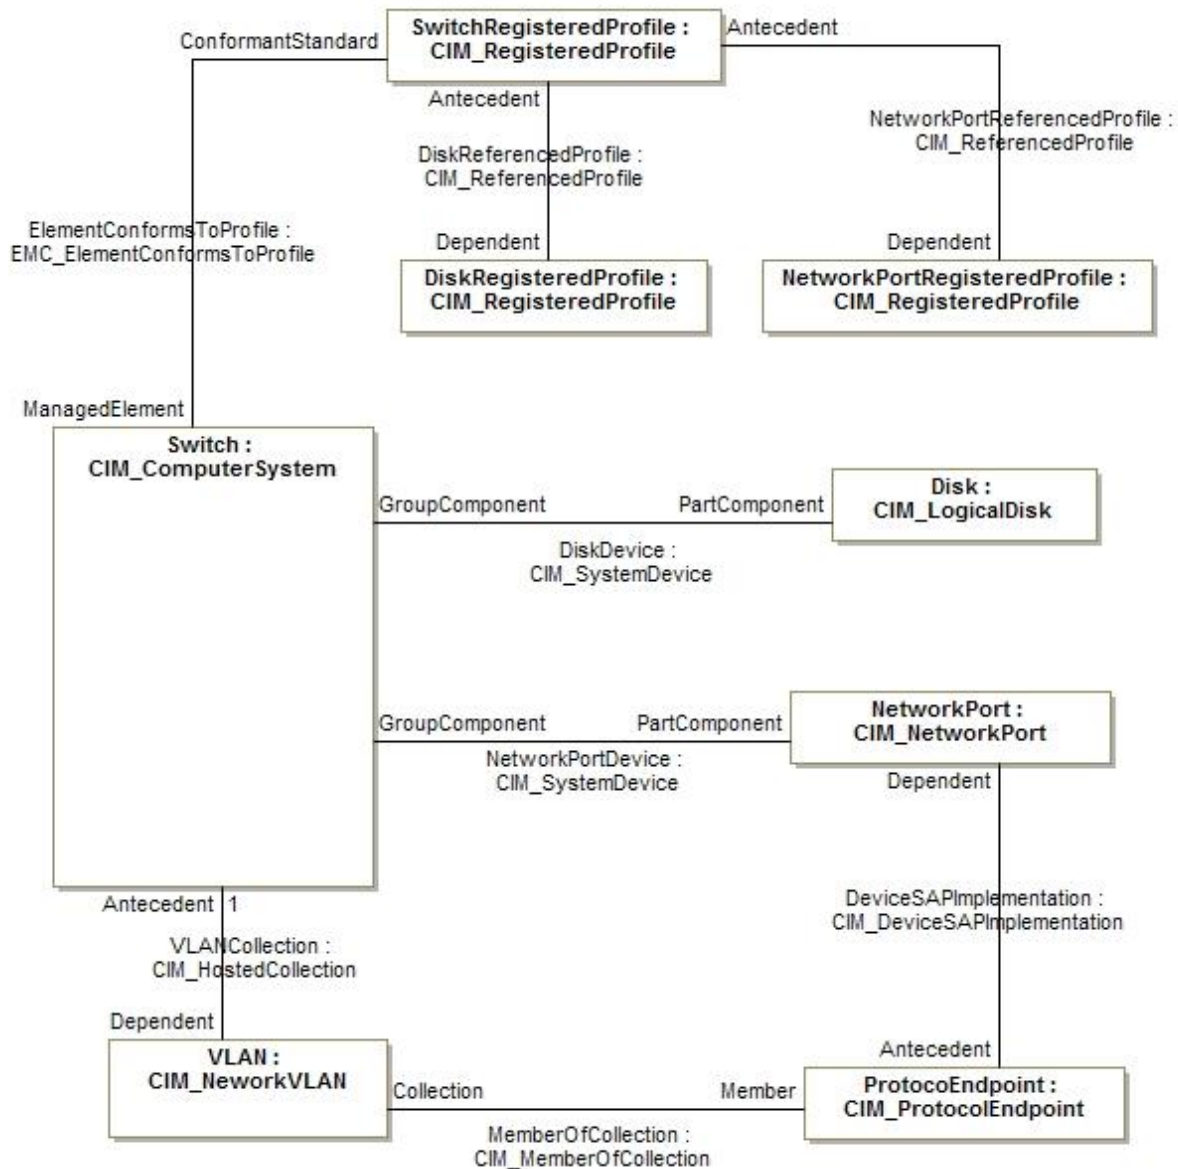 SwitchRegisteredProfile :
CIM_RegisteredProfile
ConformantStandard
Antecedent
Antecedent
NetworkPortReferencedProfile :
CIM_ReferencedProfile
DiskReferencedProfile :
CIM_ReferencedProfile
ElementConformsToProfile :
EMC_ElementConformsToProfile
Dependent
Dependent
DiskRegisteredProfile :
CIM_RegisteredProfile
NetworkPortRegisteredProfile :
CIM_RegisteredProfile
ManagedElement
Switch :
CIM_ComputerSystem
GroupComponent
PartComponent
Disk :
CIM_LogicalDisk
DiskDevice :
CIM_SystemDevice
GroupComponent
PartComponent
NetworkPort :
CIM_NetworkPort
NetworkPortDevice :
CIM_SystemDevice
Dependent
Antecedent 1
DeviceSAPImplementation :
CIM_DeviceSAPImplementation
VLANCollection :
CIM_HostedCollection
Dependent
Antecedent
VLAN :
CIM_NeworkVLAN
Collection
Member
ProtocoEndpoint :
CIM_ProtocolEndpoint
MemberOfCollection :
CIM_MemberOfCollection